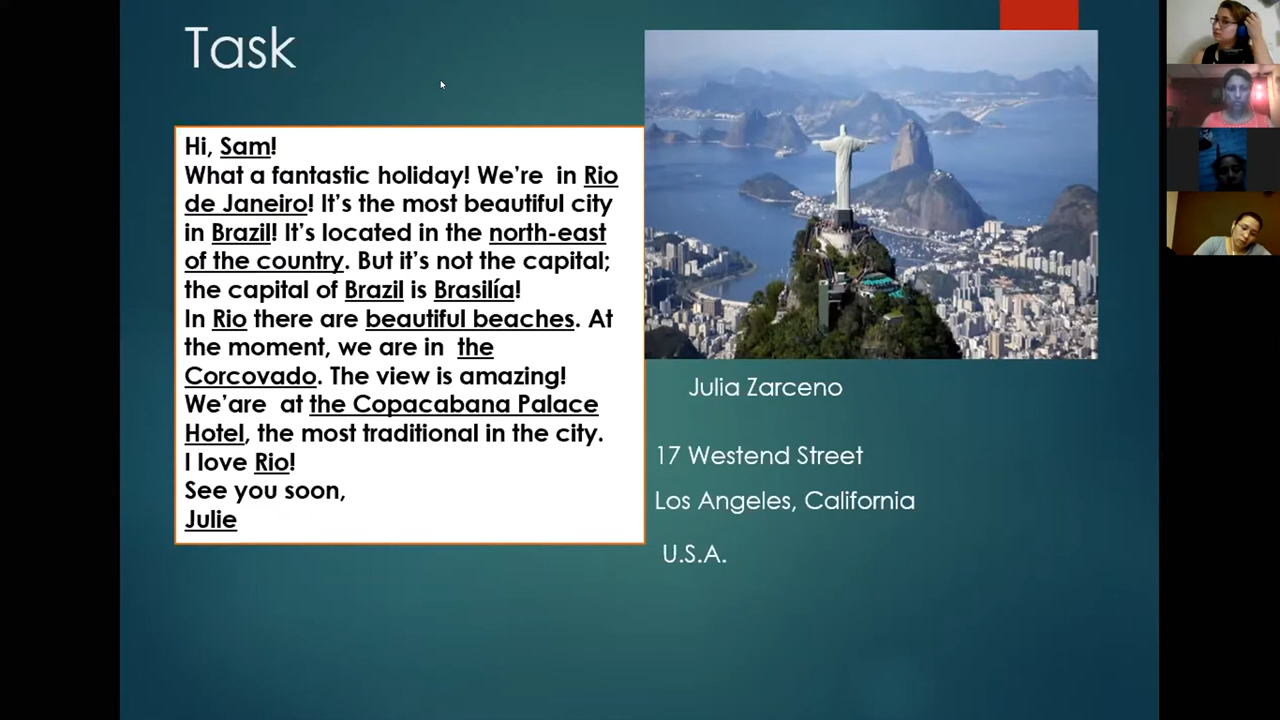 Task
Hi, Sam!
What a fantastic holiday! We're  in Rio
de Janeiro! It's the most beautiful city
in Brazil! It's located in the north-east
of the country. But it's not the capital;
the capital of Brazil is Brasilía!
In Rio there are beautiful beaches. At
the moment, we are in  the
Corcovado. The view is amazing!
We'are  at the Copacabana Palace
Hotel, the most traditional in the city.
I love Rio!
See you soon,
Julie
Julia Zarceno
17 Westend Street
Los Angeles, California
U.S.A.